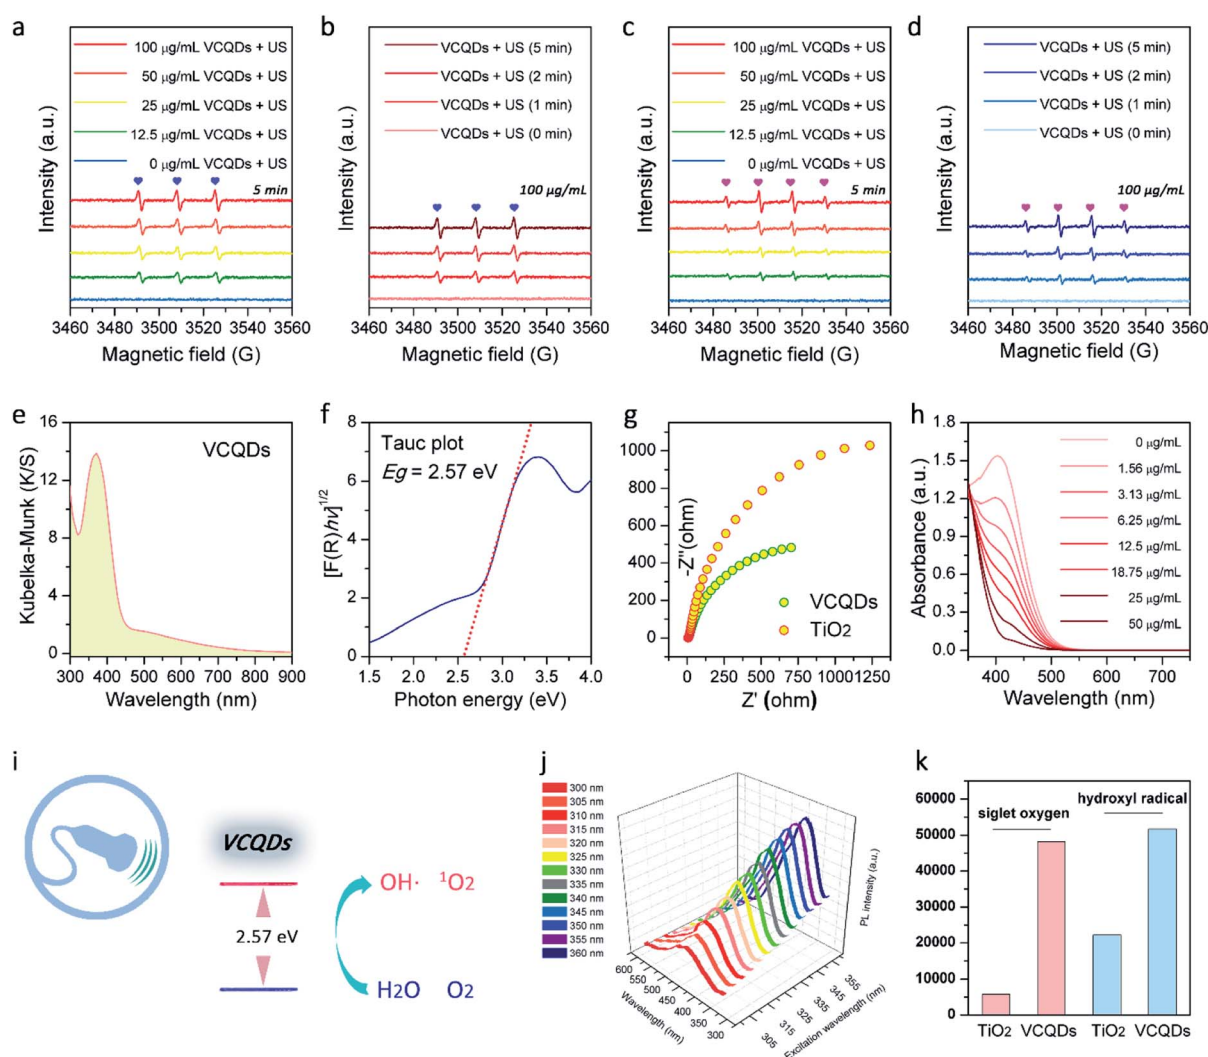 a
Intensity (a.u.)
100 µg/mL VCQDs + US
50 µg/mL VCQDs + US
25 µg/mL VCQDs + US
12.5 µg/mL VCQDs + US
0 µg/mL VCQDs + US
5 min
3460 3490 3520 3560
Magnetic field (G)
b
Intensity (a.u.)
VCQDs + US (5 min)
VCQDs + US (2 min)
VCQDs + US (1 min)
VCQDs + US (0 min)
100 µg/mL
3460 3480 3510 3560
Magnetic field (G)
c
Intensity (a.u.)
100 µg/mL VCQDs + US
50 µg/mL VCQDs + US
25 µg/mL VCQDs + US
12.5 µg/mL VCQDs + US
0 µg/mL VCQDs + US
5 min
3460 3480 3500 3520 3540 3560
Magnetic field (G)
d
Intensity (a.u.)
VCQDs + US (5 min)
VCQDs + US (2 min)
VCQDs + US (1 min)
VCQDs + US (0 min)
100 µg/mL
3460 3480 3500 3520 3540 3560
Magnetic field (G)
e
Kubelka-Munk (K/S)
16
12
8
4
0
VCQDs
300 400 500 600 700 800 900
Wavelength (nm)
f
[F(R)hν]1/2
8
6
4
2
0
Tauc plot
Eg = 2.57 eV
1.5 2.0 2.5 3.0 3.5 4.0
Photon energy (eV)
g
-Z''(ohm)
1000
800
600
400
200
0
VCQDs
TiO2
0 250 500 750 1000 1250
Z' (ohm)
h
Absorbance (a.u.)
1.8
1.5
1.2
0.9
0.6
0.3
0.0
0 µg/mL
1.56 µg/mL
3.13 µg/mL
6.25 µg/mL
12.5 µg/mL
18.75 µg/mL
25 µg/mL
50 µg/mL
400 500 600 700
Wavelength (nm)
i
VCQDs
2.57 eV
OH· 1O2
H2O O2
j
300 nm
305 nm
310 nm
315 nm
320 nm
325 nm
330 nm
335 nm
340 nm
345 nm
350 nm
355 nm
360 nm
PL intensity (a.u.)
600 550 500 450 400 350 300
Wavelength (nm)
305 315 325 335 345 355
Excitation wavelength (nm)
k
60000
50000
40000
30000
20000
10000
0
siglet oxygen
hydroxyl radical
TiO2 VCQDs TiO2 VCQDs